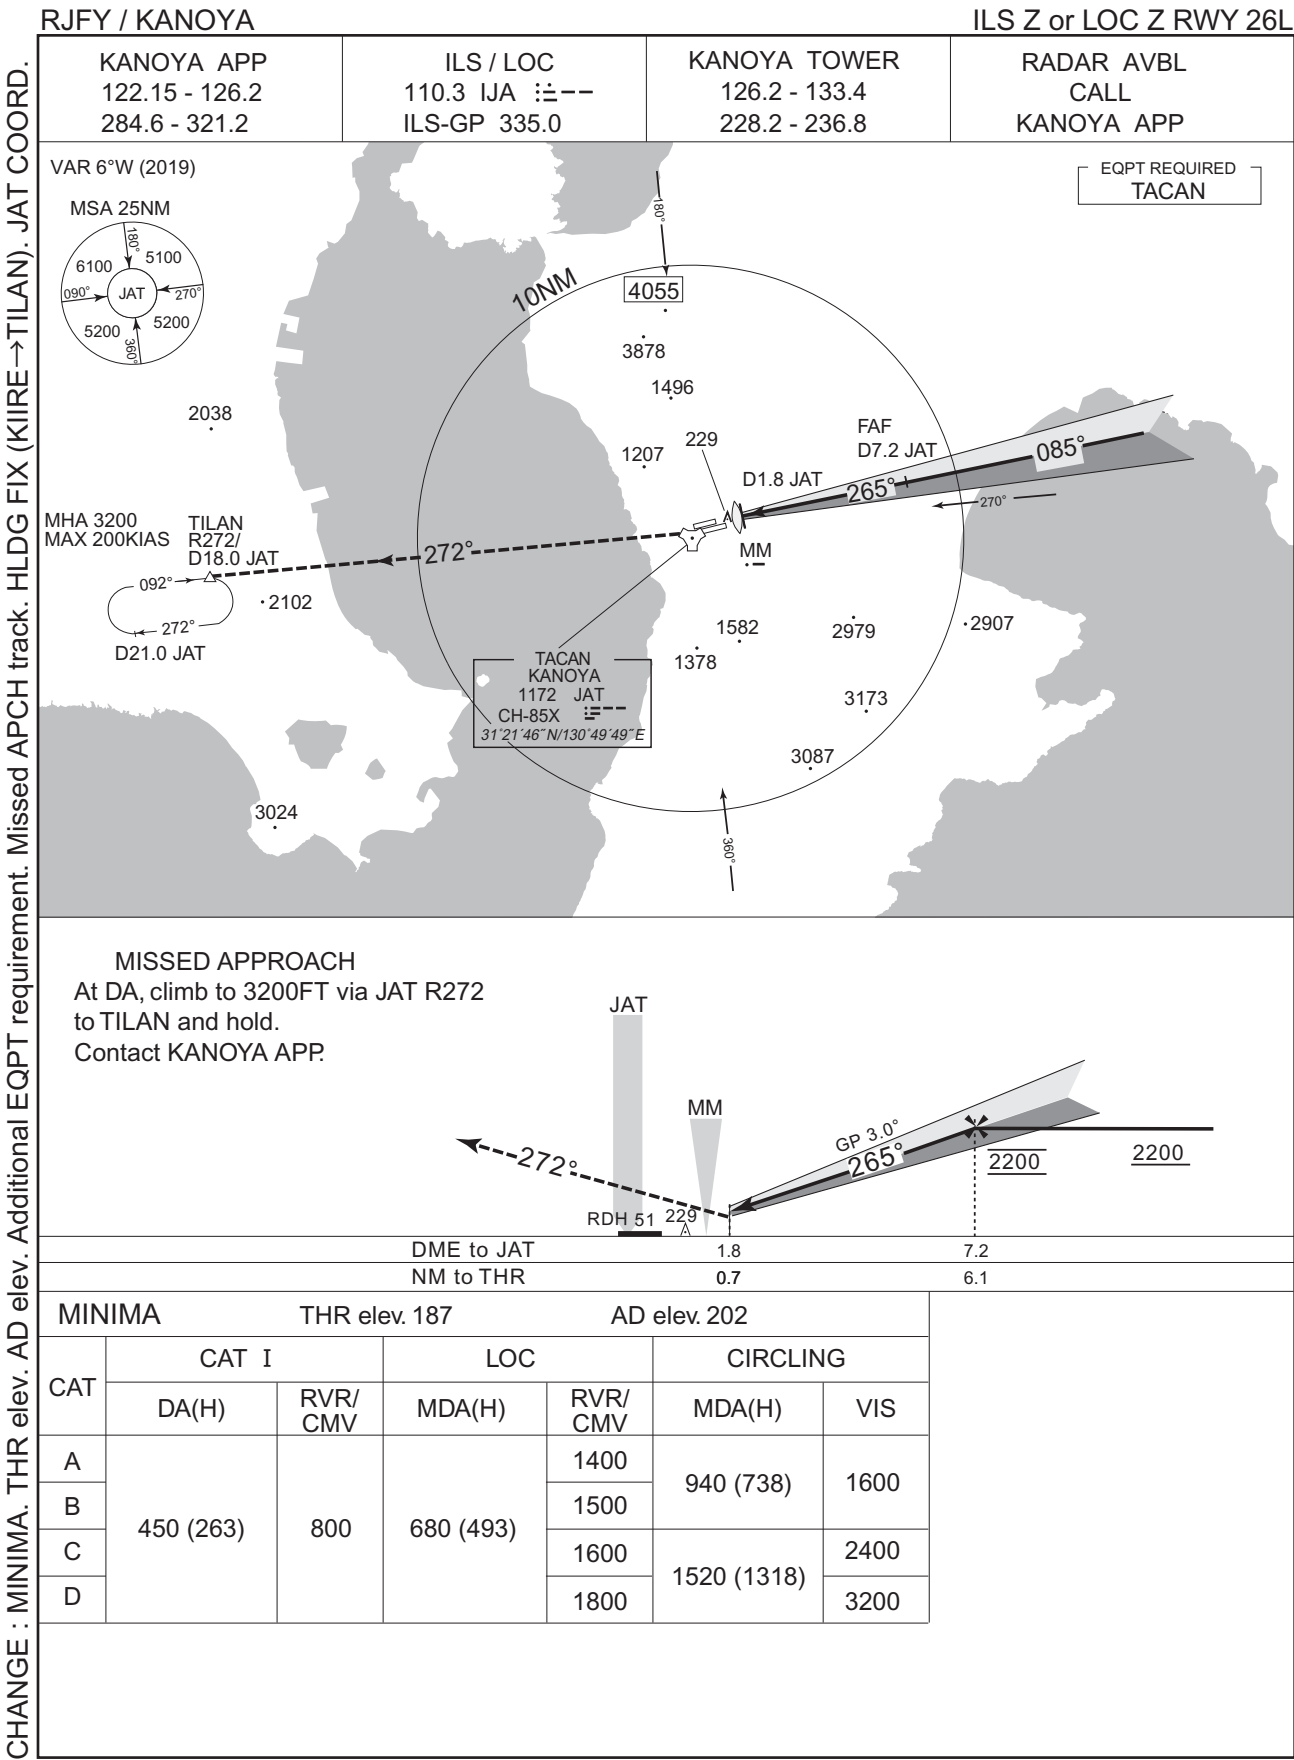 RJFY / KANOYA
ILS Z or LOC Z RWY 26L
CHANGE : MINIMA. THR elev. AD elev. Additional EQPT requirement. Missed APCH track. HLDG FIX (KIIRE→TILAN). JAT COORD.
KANOYA APP
122.15 - 126.2
284.6 - 321.2
ILS / LOC
110.3 IJA
ILS-GP 335.0
KANOYA TOWER
126.2 - 133.4
228.2 - 236.8
RADAR AVBL
CALL
KANOYA APP
VAR 6°W (2019)
MSA 25NM
180°
6100
5100
090°
JAT
270°
5200
5200
360°
EQPT REQUIRED
TACAN
180°
10NM
4055
3878
1496
2038
1207
229
FAF
D7.2 JAT
085°
D1.8 JAT
265°
270°
MHA 3200
MAX 200KIAS
TILAN
R272/
D18.0 JAT
272°
MM
092°
2102
272°
D21.0 JAT
1582
2979
2907
1378
TACAN
KANOYA
1172 JAT
CH-85X
31°21´46˝N/130°49´49˝E
3173
3087
3024
360°
MISSED APPROACH
At DA, climb to 3200FT via JAT R272
to TILAN and hold.
Contact KANOYA APP.
JAT
MM
GP 3.0°
265°
272°
2200
2200
RDH 51
229
DME to JAT 1.8 7.2
NM to THR 0.7 6.1
MINIMA THR elev. 187 AD elev. 202
CAT
CAT I
LOC
CIRCLING
DA(H)
RVR/
CMV
MDA(H)
RVR/
CMV
MDA(H)
VIS
A
1400
940 (738)
1600
B
1500
450 (263)
800
680 (493)
C
1600
1520 (1318)
2400
D
1800
3200